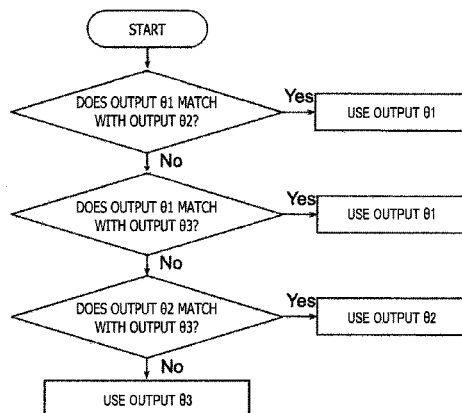 START
DOES OUTPUT θ1 MATCH
WITH OUTPUT θ2?
Yes
USE OUTPUT θ1
No
DOES OUTPUT θ1 MATCH
WITH OUTPUT θ3?
Yes
USE OUTPUT θ1
No
DOES OUTPUT θ2 MATCH
WITH OUTPUT θ3?
Yes
USE OUTPUT θ2
No
USE OUTPUT θ3